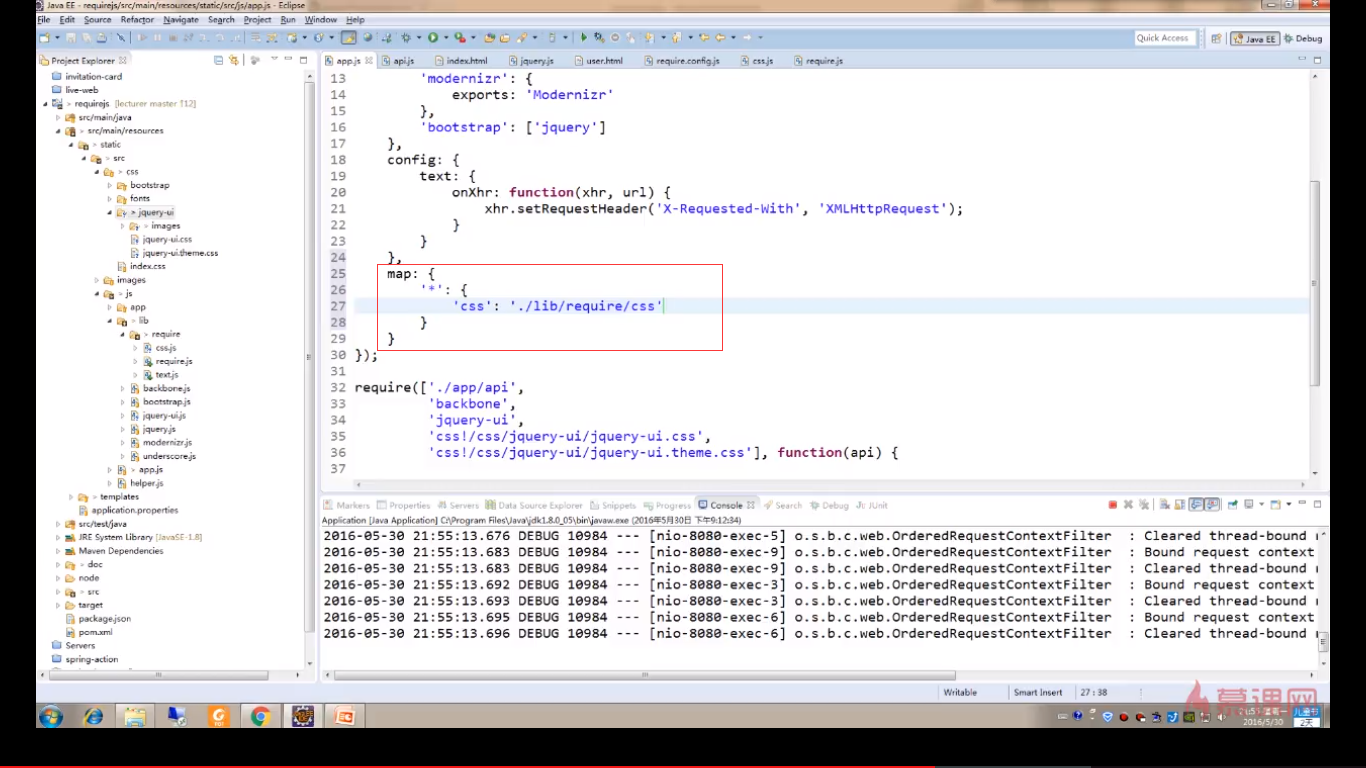 Java EE - requirejs/src/main/resources/static/src/js/app.js - Eclipse
File Edit Source Refactor Navigate Search Project Run Window Help
Quick Access Java EE Debug
Project Explorer
invitation-card
live-web
requirejs [lecturer master ↑12]
src/main/java
src/main/resources
static
src
css
bootstrap
fonts
jquery-ui
images
jquery-ui.css
jquery-ui.theme.css
index.css
images
js
app
lib
require
css.js
require.js
text.js
backbone.js
bootstrap.js
jquery-ui.js
jquery.js
modernizr.js
underscore.js
app.js
helper.js
templates
application.properties
src/test/java
JRE System Library [JavaSE-1.8]
Maven Dependencies
doc
node
src
target
package.json
pom.xml
Servers
spring-action
app.js api.js index.html jquery.js user.html require.config.js css.js require.js
13 'modernizr': {
14 exports: 'Modernizr'
15 },
16 'bootstrap': ['jquery']
17 },
18 config: {
19 text: {
20 onXhr: function(xhr, url) {
21 xhr.setRequestHeader('X-Requested-With', 'XMLHttpRequest');
22 }
23 }
24 },
25 map: {
26 '*': {
27 'css': './lib/require/css'
28 }
29 }
30 });
31
32 require(['./app/api',
33 'backbone',
34 'jquery-ui',
35 'css!/css/jquery-ui/jquery-ui.css',
36 'css!/css/jquery-ui/jquery-ui.theme.css'], function(api) {
37
Markers Properties Servers Data Source Explorer Snippets Progress Console Search Debug JUnit
Application [Java Application] C:\Program Files\Java\jdk1.8.0_05\bin\javaw.exe (2016年5月30日 下午9:12:34)
2016-05-30 21:55:13.676 DEBUG 10984 --- [nio-8080-exec-5] o.s.b.c.web.OrderedRequestContextFilter : Cleared thread-bound
2016-05-30 21:55:13.683 DEBUG 10984 --- [nio-8080-exec-9] o.s.b.c.web.OrderedRequestContextFilter : Bound request context
2016-05-30 21:55:13.683 DEBUG 10984 --- [nio-8080-exec-9] o.s.b.c.web.OrderedRequestContextFilter : Cleared thread-bound
2016-05-30 21:55:13.692 DEBUG 10984 --- [nio-8080-exec-3] o.s.b.c.web.OrderedRequestContextFilter : Bound request context
2016-05-30 21:55:13.693 DEBUG 10984 --- [nio-8080-exec-3] o.s.b.c.web.OrderedRequestContextFilter : Cleared thread-bound
2016-05-30 21:55:13.695 DEBUG 10984 --- [nio-8080-exec-6] o.s.b.c.web.OrderedRequestContextFilter : Bound request context
2016-05-30 21:55:13.696 DEBUG 10984 --- [nio-8080-exec-6] o.s.b.c.web.OrderedRequestContextFilter : Cleared thread-bound
Writable Smart Insert 27 : 38
慕课网
2016/5/30
儿童节
2天